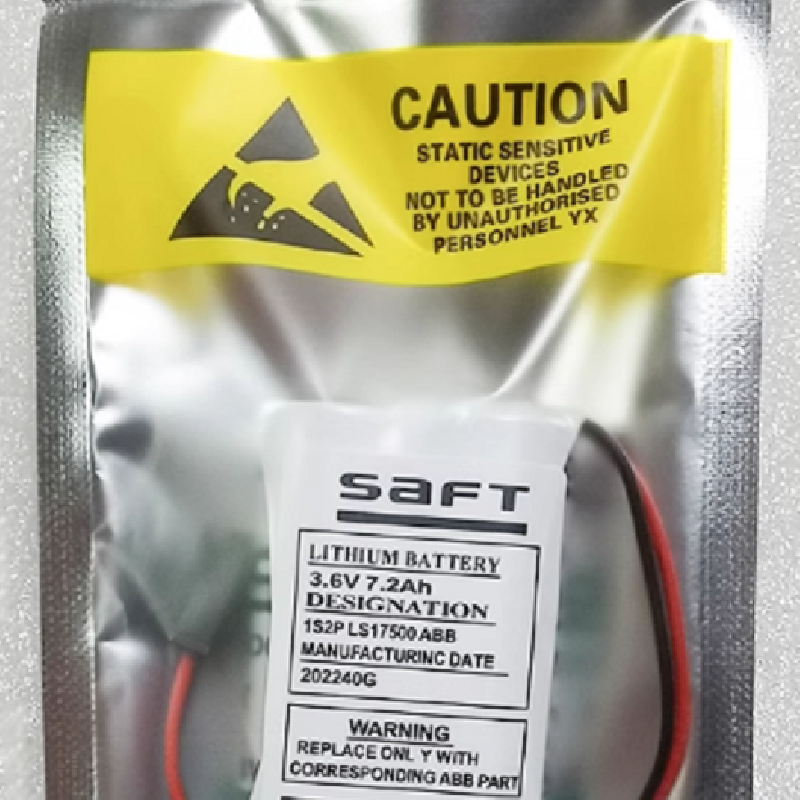 CAUTION
STATIC SENSITIVE
DEVICES
NOT TO BE HANDLED
BY UNAUTHORISED
PERSONNEL YX
SAFT
LITHIUM BATTERY
3.6V 7.2Ah
DESIGNATION
1S2P LS17500 ABB
MANUFACTURINC DATE
202240G
WARNING
REPLACE ONL Y WITH
CORRESPONDING ABB PART